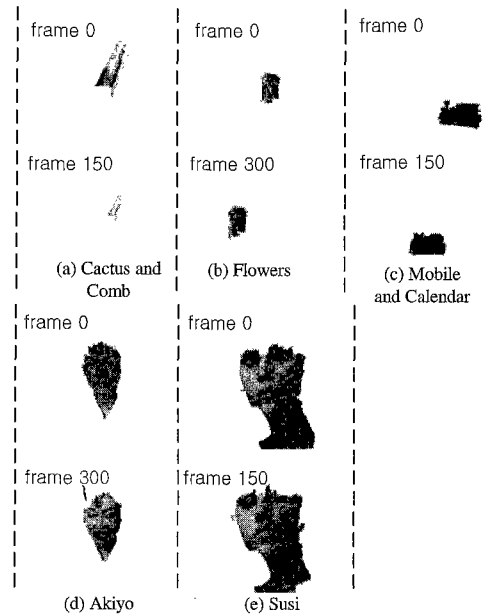 frame 0
frame 0
frame 0
frame 150
frame 300
frame 150
(a) Cactus and
Comb
(b) Flowers
(c) Mobile
and Calendar
frame 0
frame 0
frame 300
frame 150
(d) Akiyo
(e) Susi